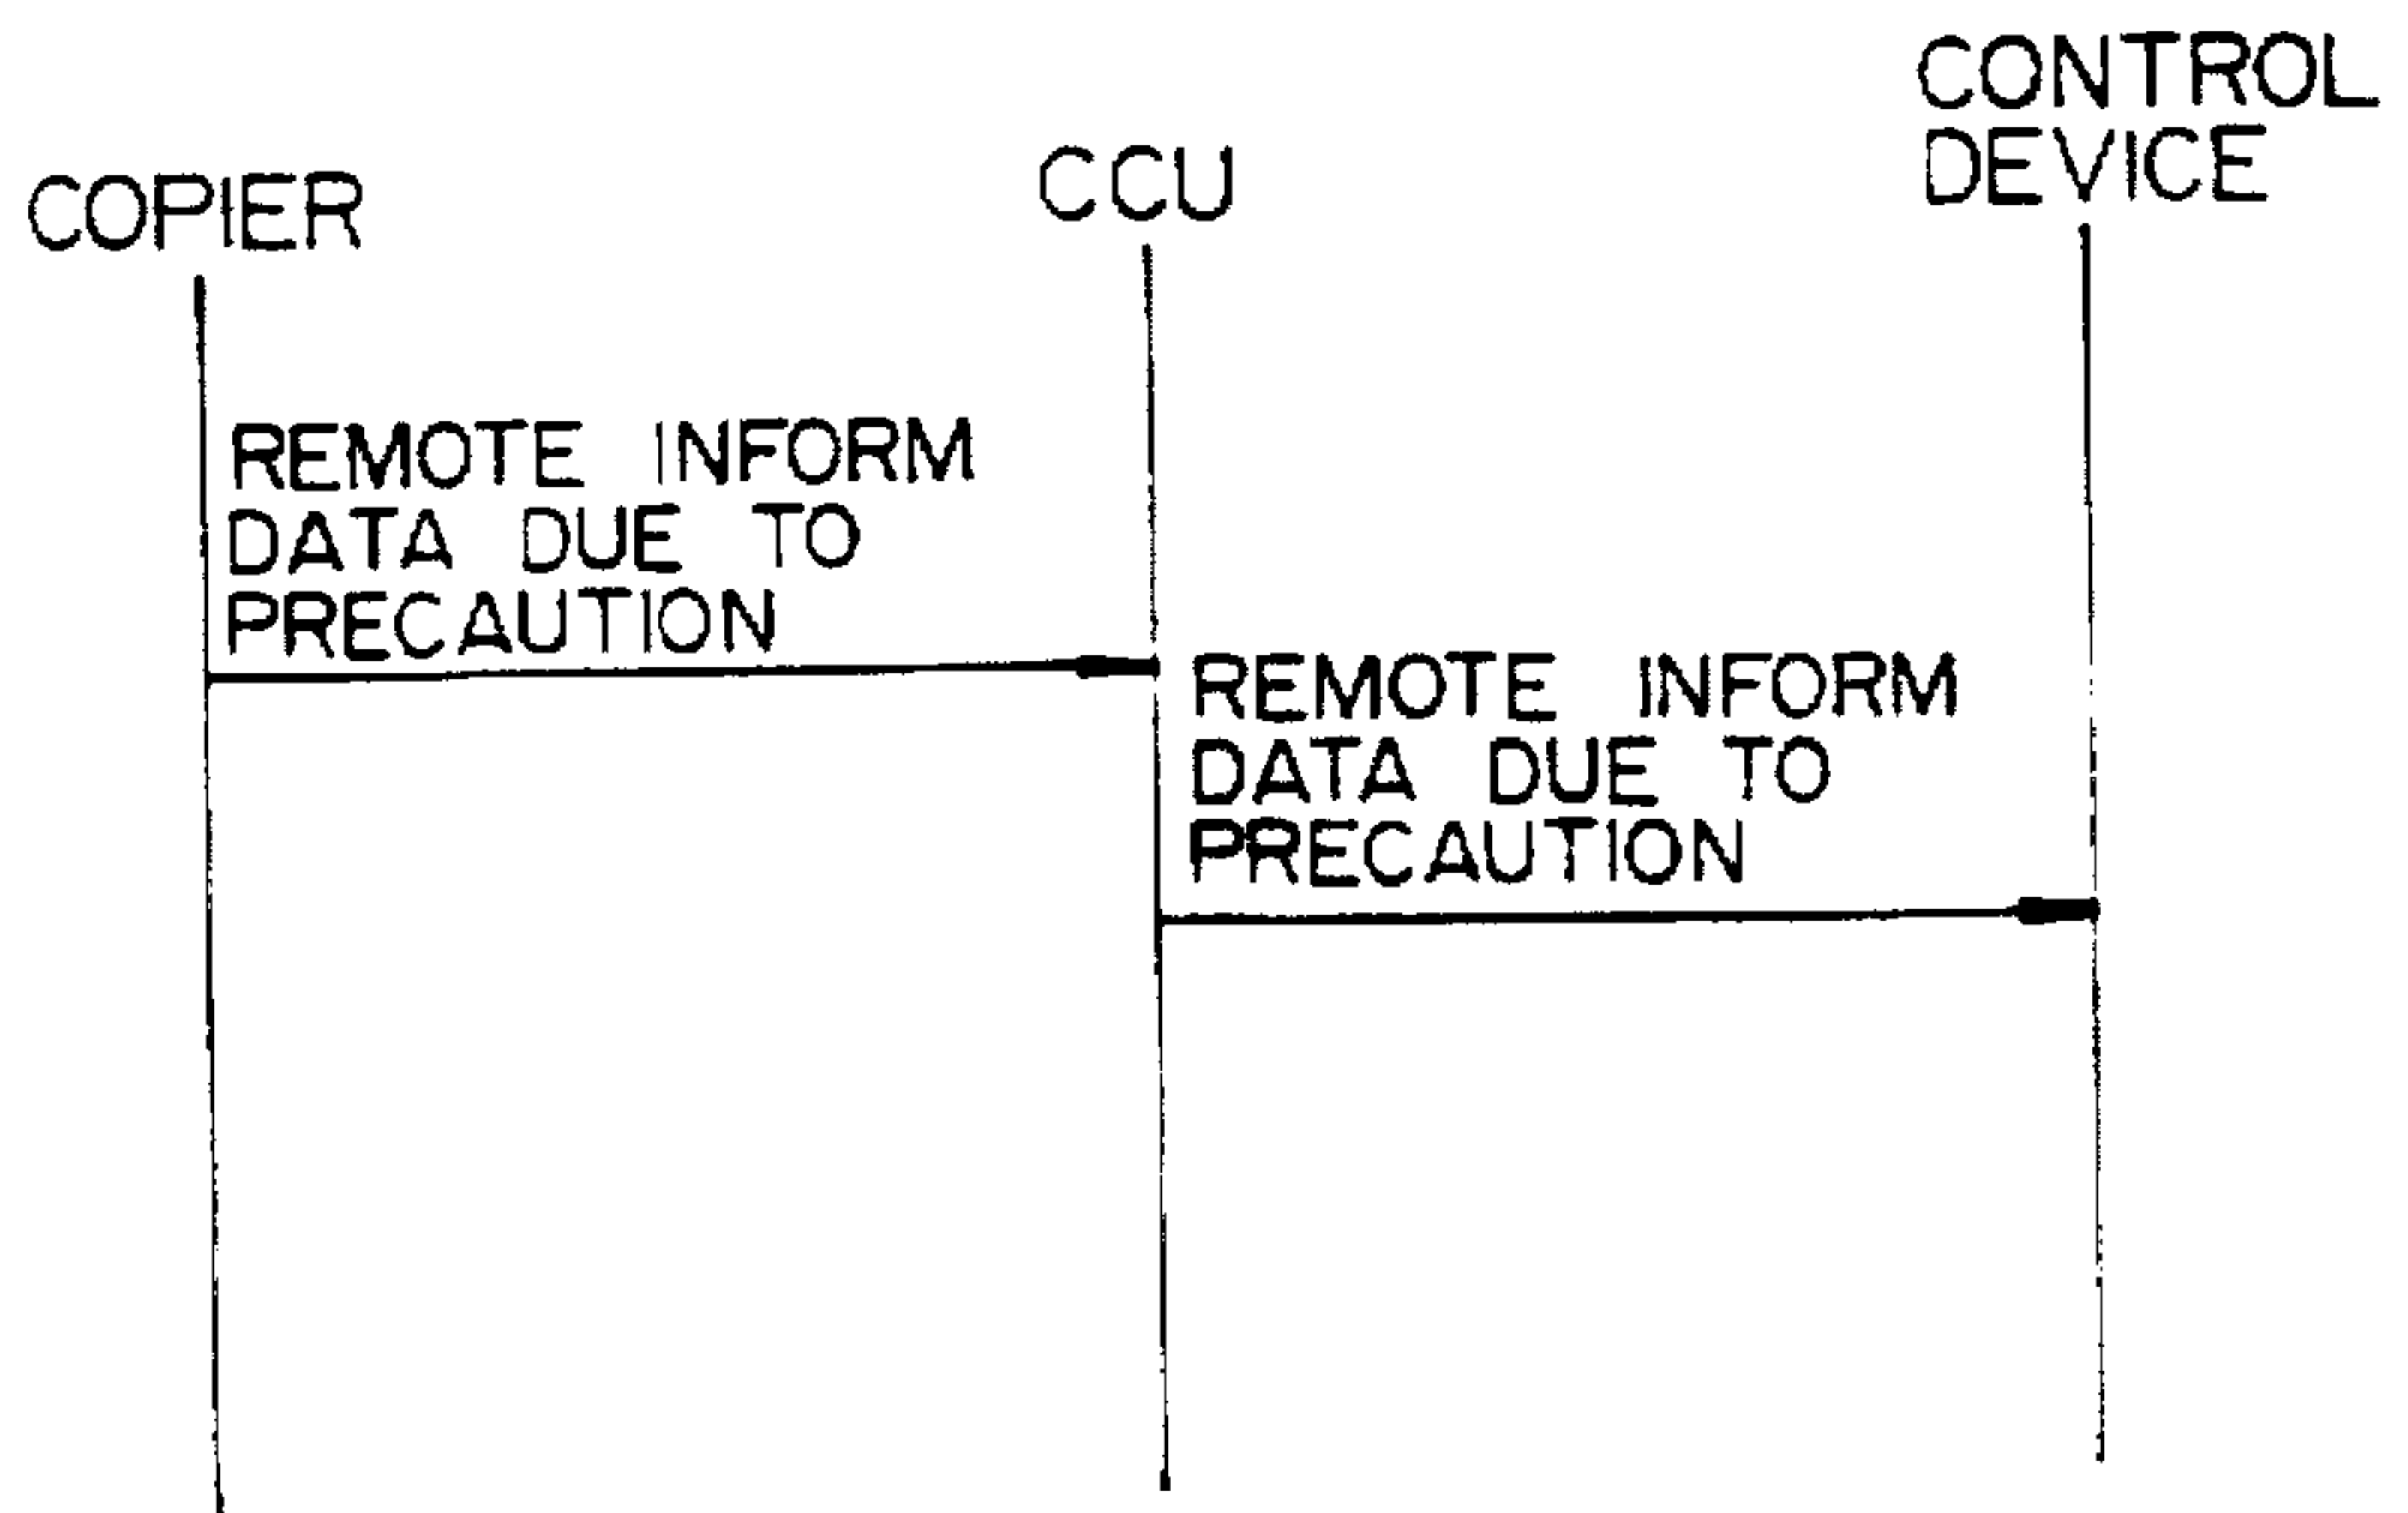 CONTROL
DEVICE
CCU
COPIER
REMOTE INFORM
DATA DUE TO
PRECAUTION
REMOTE INFORM
DATA DUE TO
PRECAUTION